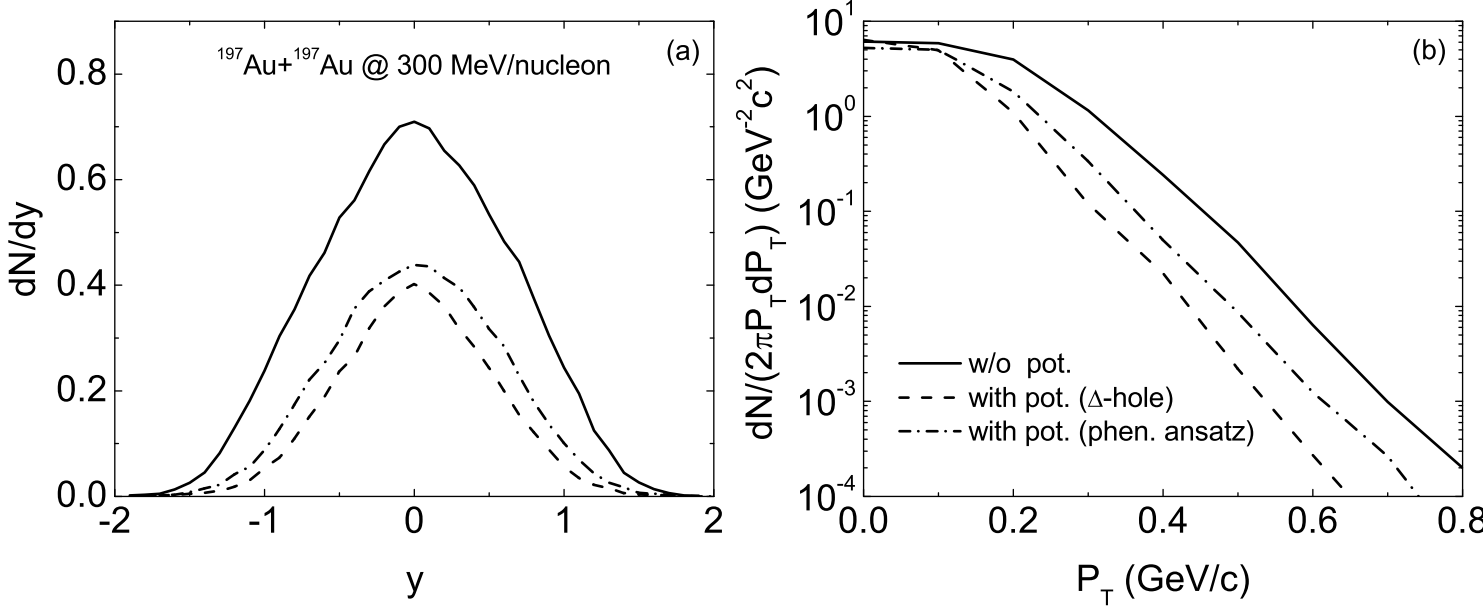 ¹⁹⁷Au+¹⁹⁷Au @ 300 MeV/nucleon
(a)
dN/dy
0.8
0.6
0.4
0.2
0.0
-2 -1 0 1 2
y
(b)
dN/(2πP_T dP_T) (GeV⁻²c²)
10¹
10⁰
10⁻¹
10⁻²
10⁻³
10⁻⁴
w/o pot.
with pot. (Δ-hole)
with pot. (phen. ansatz)
0.0 0.2 0.4 0.6 0.8
P_T (GeV/c)